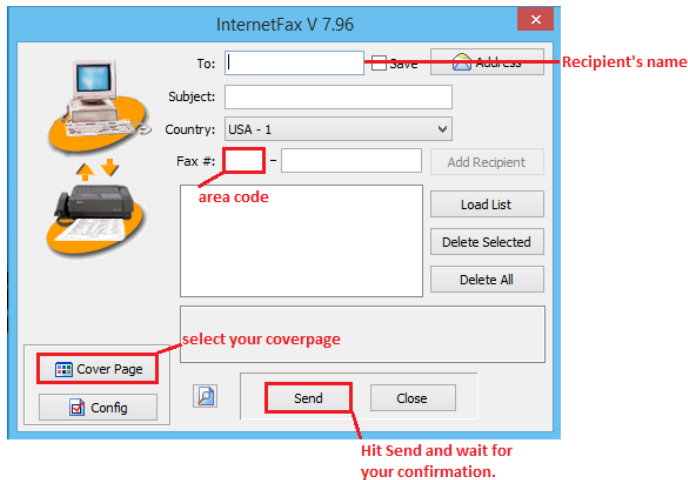 InternetFax V 7.96
To:
Save
Address
Recipient's name
Subject:
Country: USA - 1
Fax #: -
Add Recipient
area code
Load List
Delete Selected
Delete All
select your coverpage
Cover Page
Config
Send
Close
Hit Send and wait for
your confirmation.